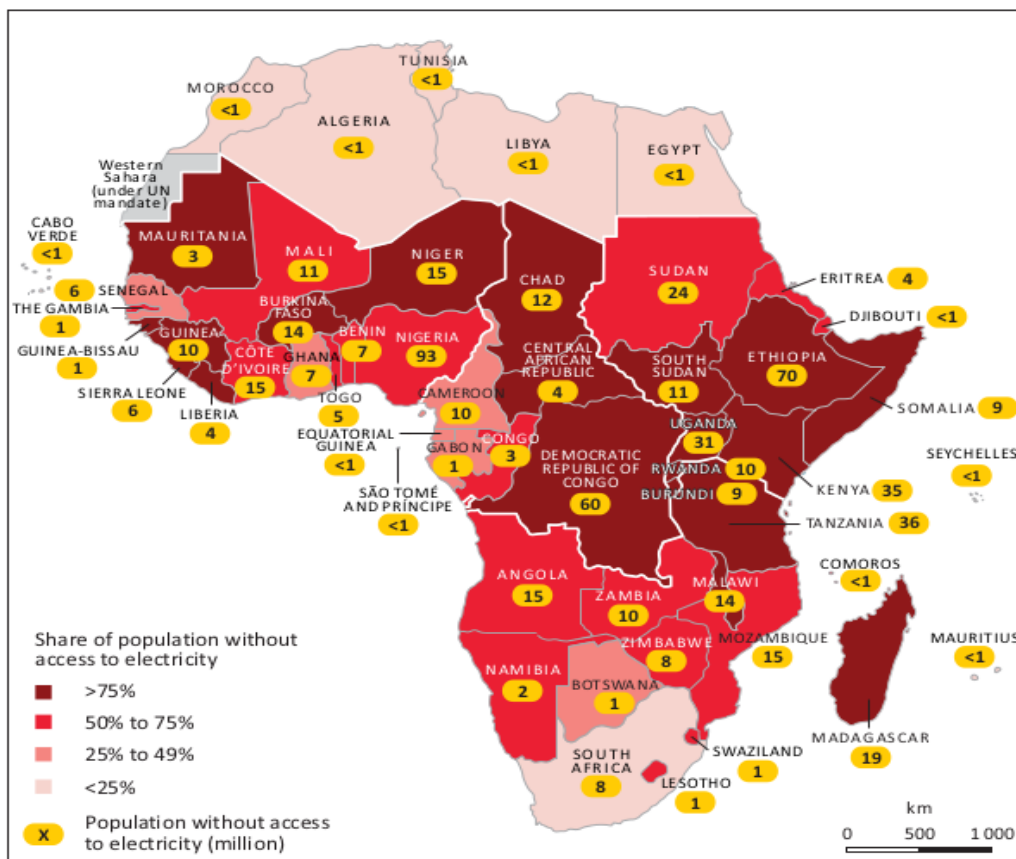 TUNISIA
<1
MOROCCO
<1
ALGERIA
<1
LIBYA
<1
EGYPT
<1
Western
Sahara
(under UN
mandate)
CABO
VERDE
<1
MAURITANIA
3
MALI
11
NIGER
15
CHAD
12
SUDAN
24
ERITREA 4
6 SENEGAL
THE GAMBIA
1
GUINEA-BISSAU
1
GUINEA
10
BURKINA
FASO
14
BENIN
7
NIGERIA
93
DJIBOUTI <1
CÔTE
D'IVOIRE
15
GHANA
7
CENTRAL
AFRICAN
REPUBLIC
4
SOUTH
SUDAN
11
ETHIOPIA
70
SIERRA LEONE
6
LIBERIA
4
TOGO
5
CAMEROON
10
SOMALIA 9
EQUATORIAL
GUINEA
<1
GABON
1
CONGO
3
DEMOCRATIC
REPUBLIC OF
CONGO
60
UGANDA
31
RWANDA 10
BURUNDI 9
KENYA 35
SEYCHELLES
<1
SÃO TOMÉ
AND PRÍNCIPE
<1
TANZANIA 36
COMOROS
<1
ANGOLA
15
ZAMBIA
10
MALAWI
14
MOZAMBIQUE
15
ZIMBABWE
8
MAURITIUS
<1
NAMIBIA
2
BOTSWANA
1
MADAGASCAR
19
SOUTH
AFRICA
8
SWAZILAND
1
LESOTHO
1
Share of population without
access to electricity
>75%
50% to 75%
25% to 49%
<25%
X Population without access
to electricity (million)
km
0 500 1 000